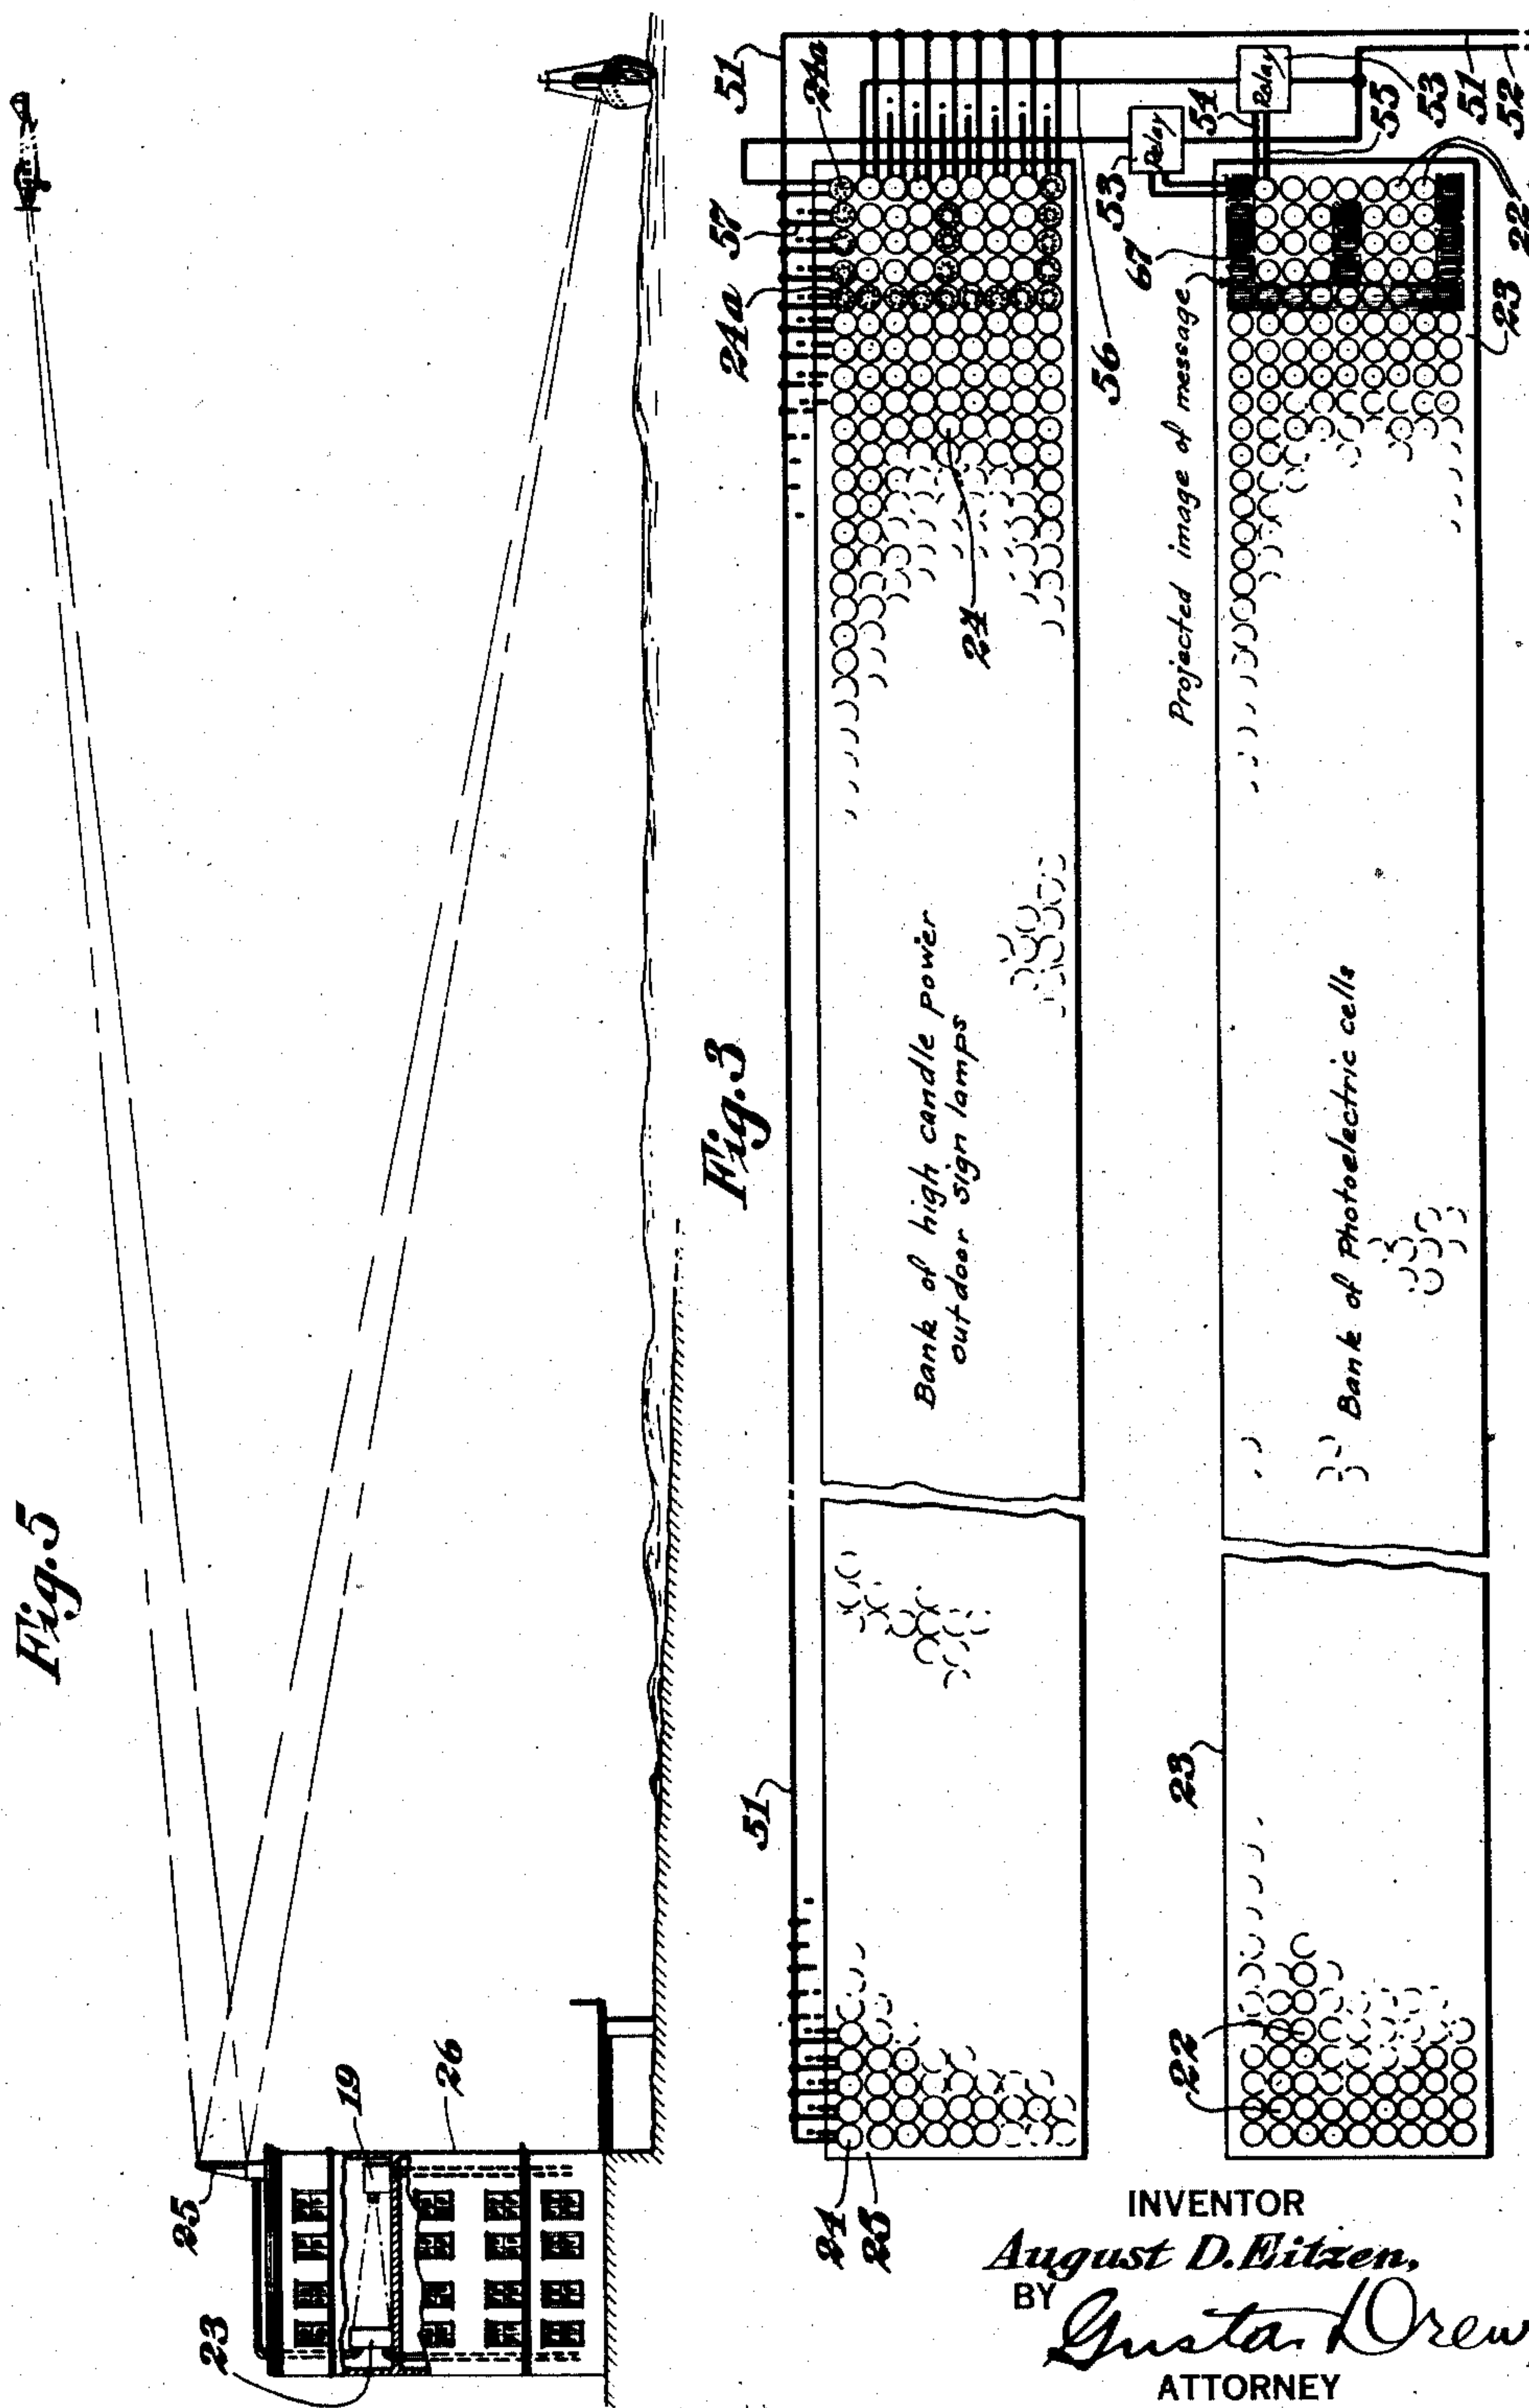 Fig.5
25
23
19
26
Fig.3
51
24a
57
24a
51
24
Bank of high candle power
outdoor sign lamps
24
25
56
53
Relay
Relay
54
55
53
51
52
67
Projected image of message
22
23
Bank of Photoelectric cells
23
22
INVENTOR
August D. Eitzen,
BY
ATTORNEY